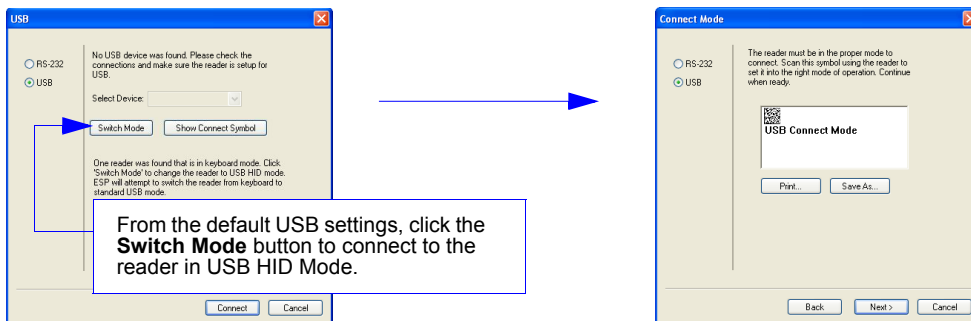 USB
RS-232
USB
No USB device was found. Please check the
connections and make sure the reader is setup for
USB.
Select Device:
Switch Mode
Show Connect Symbol
One reader was found that is in keyboard mode. Click
'Switch Mode' to change the reader to USB HID mode.
ESP will attempt to switch the reader from keyboard to
standard USB mode.
From the default USB settings, click the
Switch Mode button to connect to the
reader in USB HID Mode.
Connect
Cancel
Connect Mode
RS-232
USB
The reader must be in the proper mode to
connect. Scan this symbol using the reader to
set it into the right mode of operation. Continue
when ready.
USB Connect Mode
Print...
Save As...
Back
Next >
Cancel